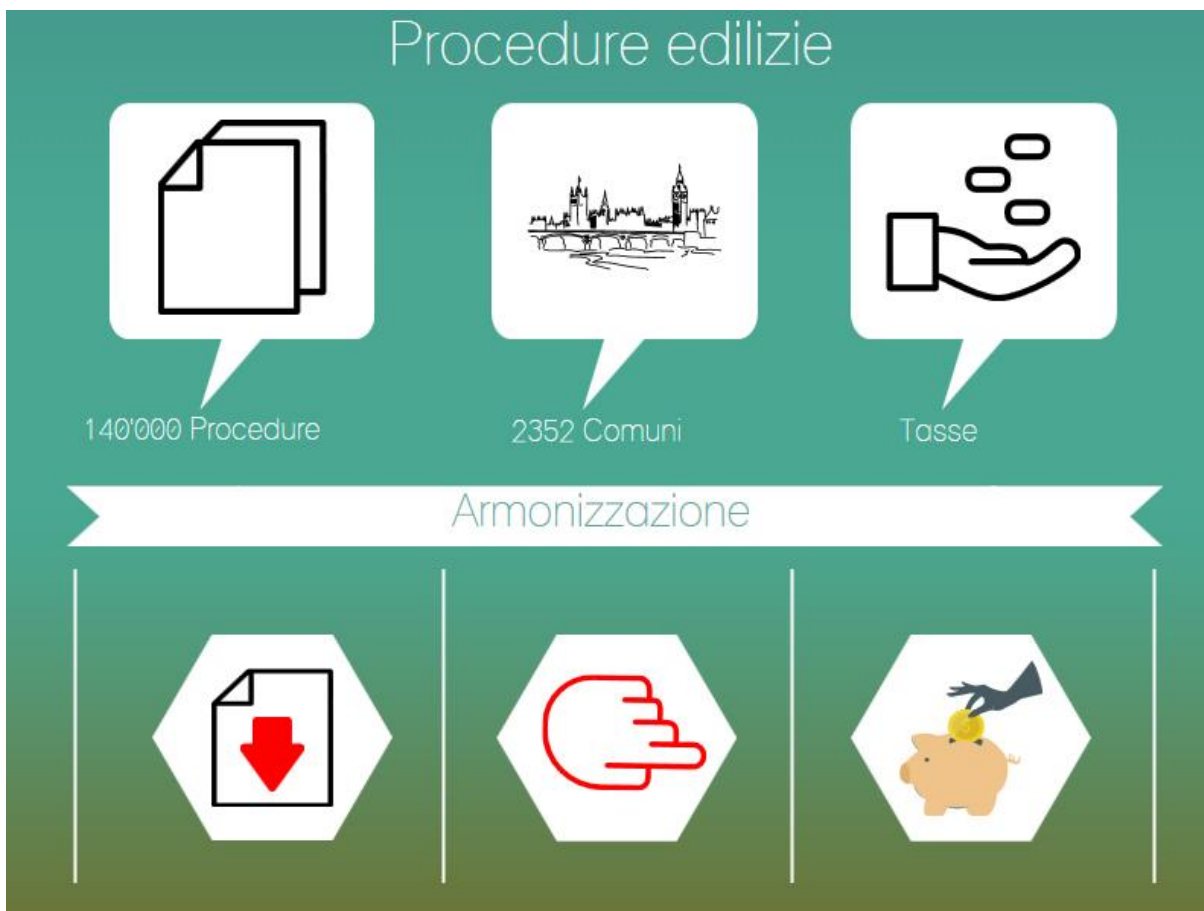 Procedure edilizie
140'000 Procedure
2352 Comuni
Tasse
Armonizzazione